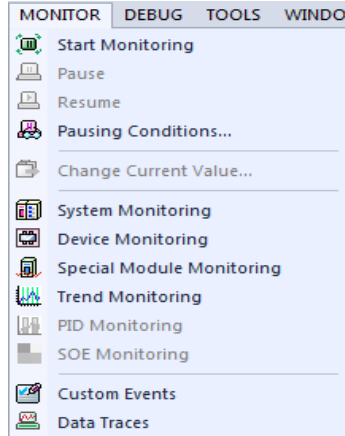 MONITOR DEBUG TOOLS WINDO
Start Monitoring
Pause
Resume
Pausing Conditions...
Change Current Value...
System Monitoring
Device Monitoring
Special Module Monitoring
Trend Monitoring
PID Monitoring
SOE Monitoring
Custom Events
Data Traces